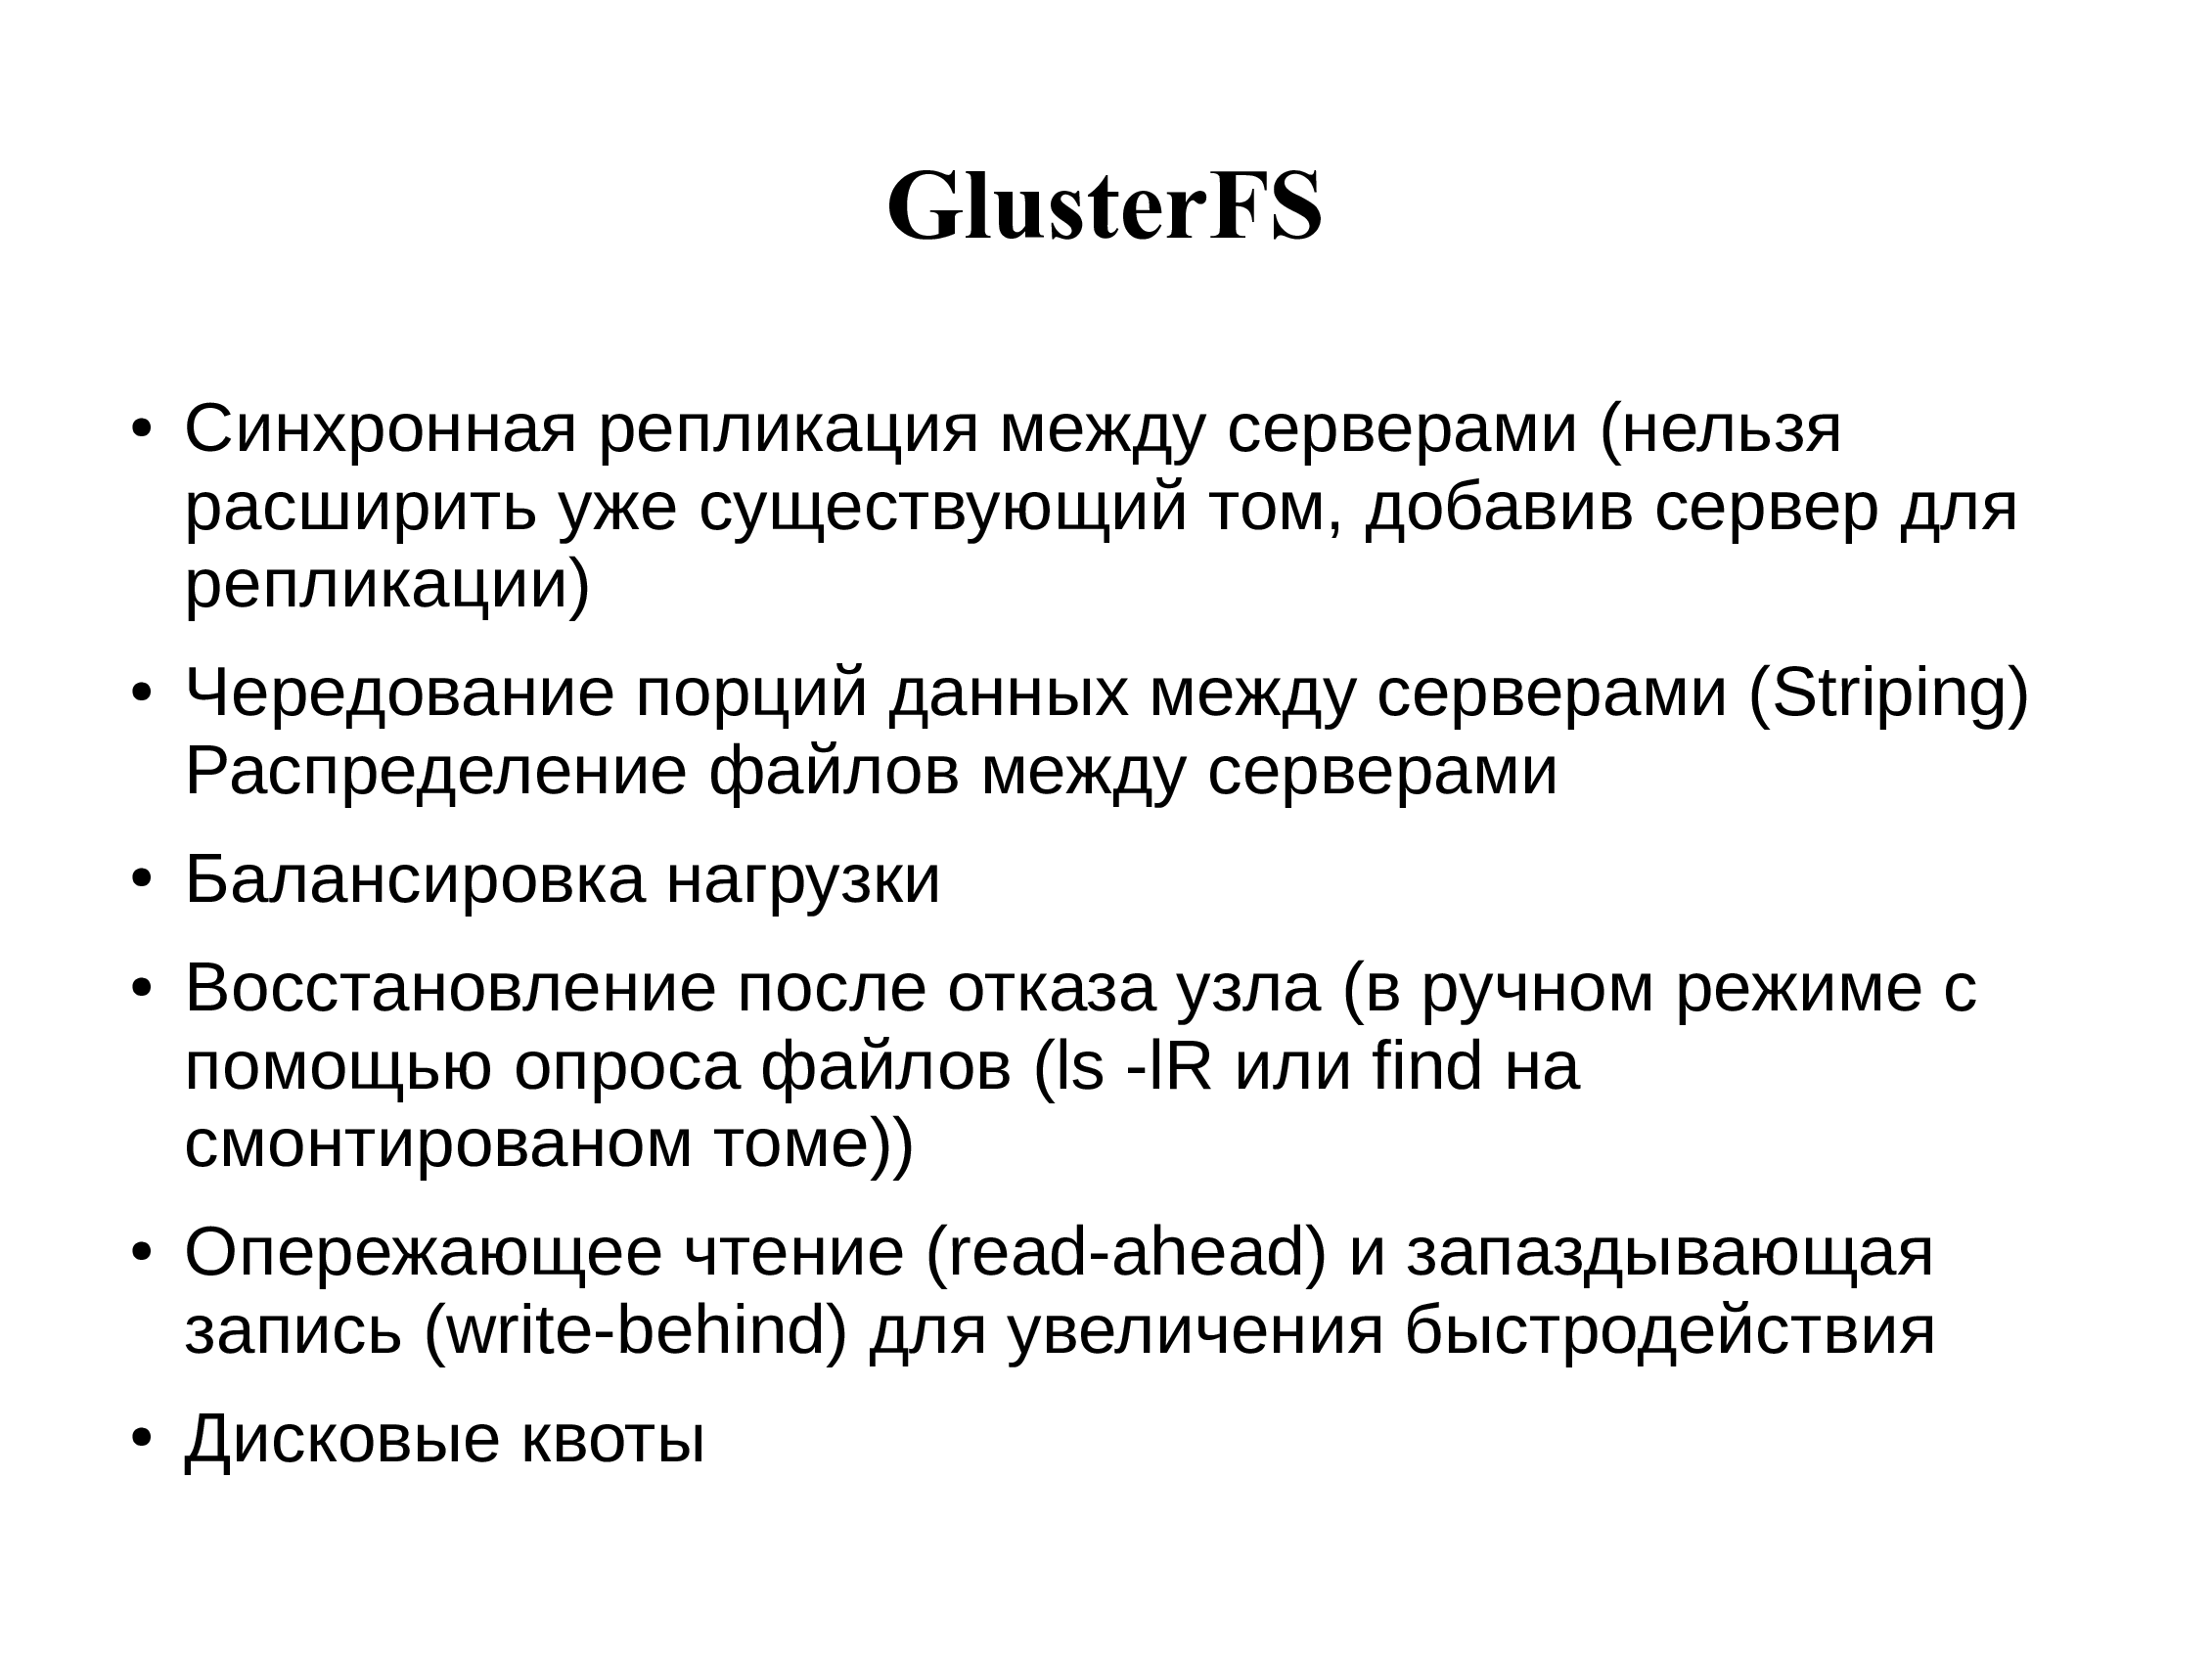 GlusterFS
• Синхронная репликация между серверами (нельзя
расширить уже существующий том, добавив сервер для
репликации)
• Чередование порций данных между серверами (Striping)
Распределение файлов между серверами
• Балансировка нагрузки
• Восстановление после отказа узла (в ручном режиме с
помощью опроса файлов (ls -lR или find на
смонтированом томе))
• Опережающее чтение (read-ahead) и запаздывающая
запись (write-behind) для увеличения быстродействия
• Дисковые квоты